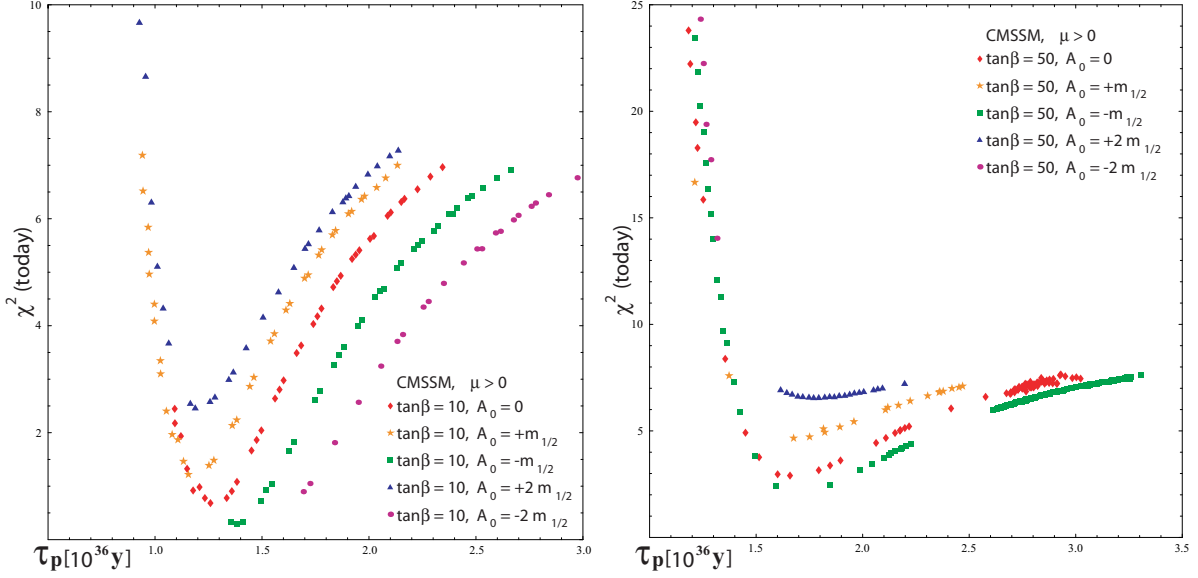 10
8
6
4
2
χ² (today)
CMSSM, μ > 0
tanβ = 10, A₀ = 0
tanβ = 10, A₀ = +m₁/₂
tanβ = 10, A₀ = -m₁/₂
tanβ = 10, A₀ = +2 m₁/₂
tanβ = 10, A₀ = -2 m₁/₂
1.0 1.5 2.0 2.5 3.0
τp[10³⁶y]
25
20
15
10
5
χ² (today)
CMSSM, μ > 0
tanβ = 50, A₀ = 0
tanβ = 50, A₀ = +m₁/₂
tanβ = 50, A₀ = -m₁/₂
tanβ = 50, A₀ = +2 m₁/₂
tanβ = 50, A₀ = -2 m₁/₂
1.5 2.0 2.5 3.0 3.5
τp[10³⁶y]